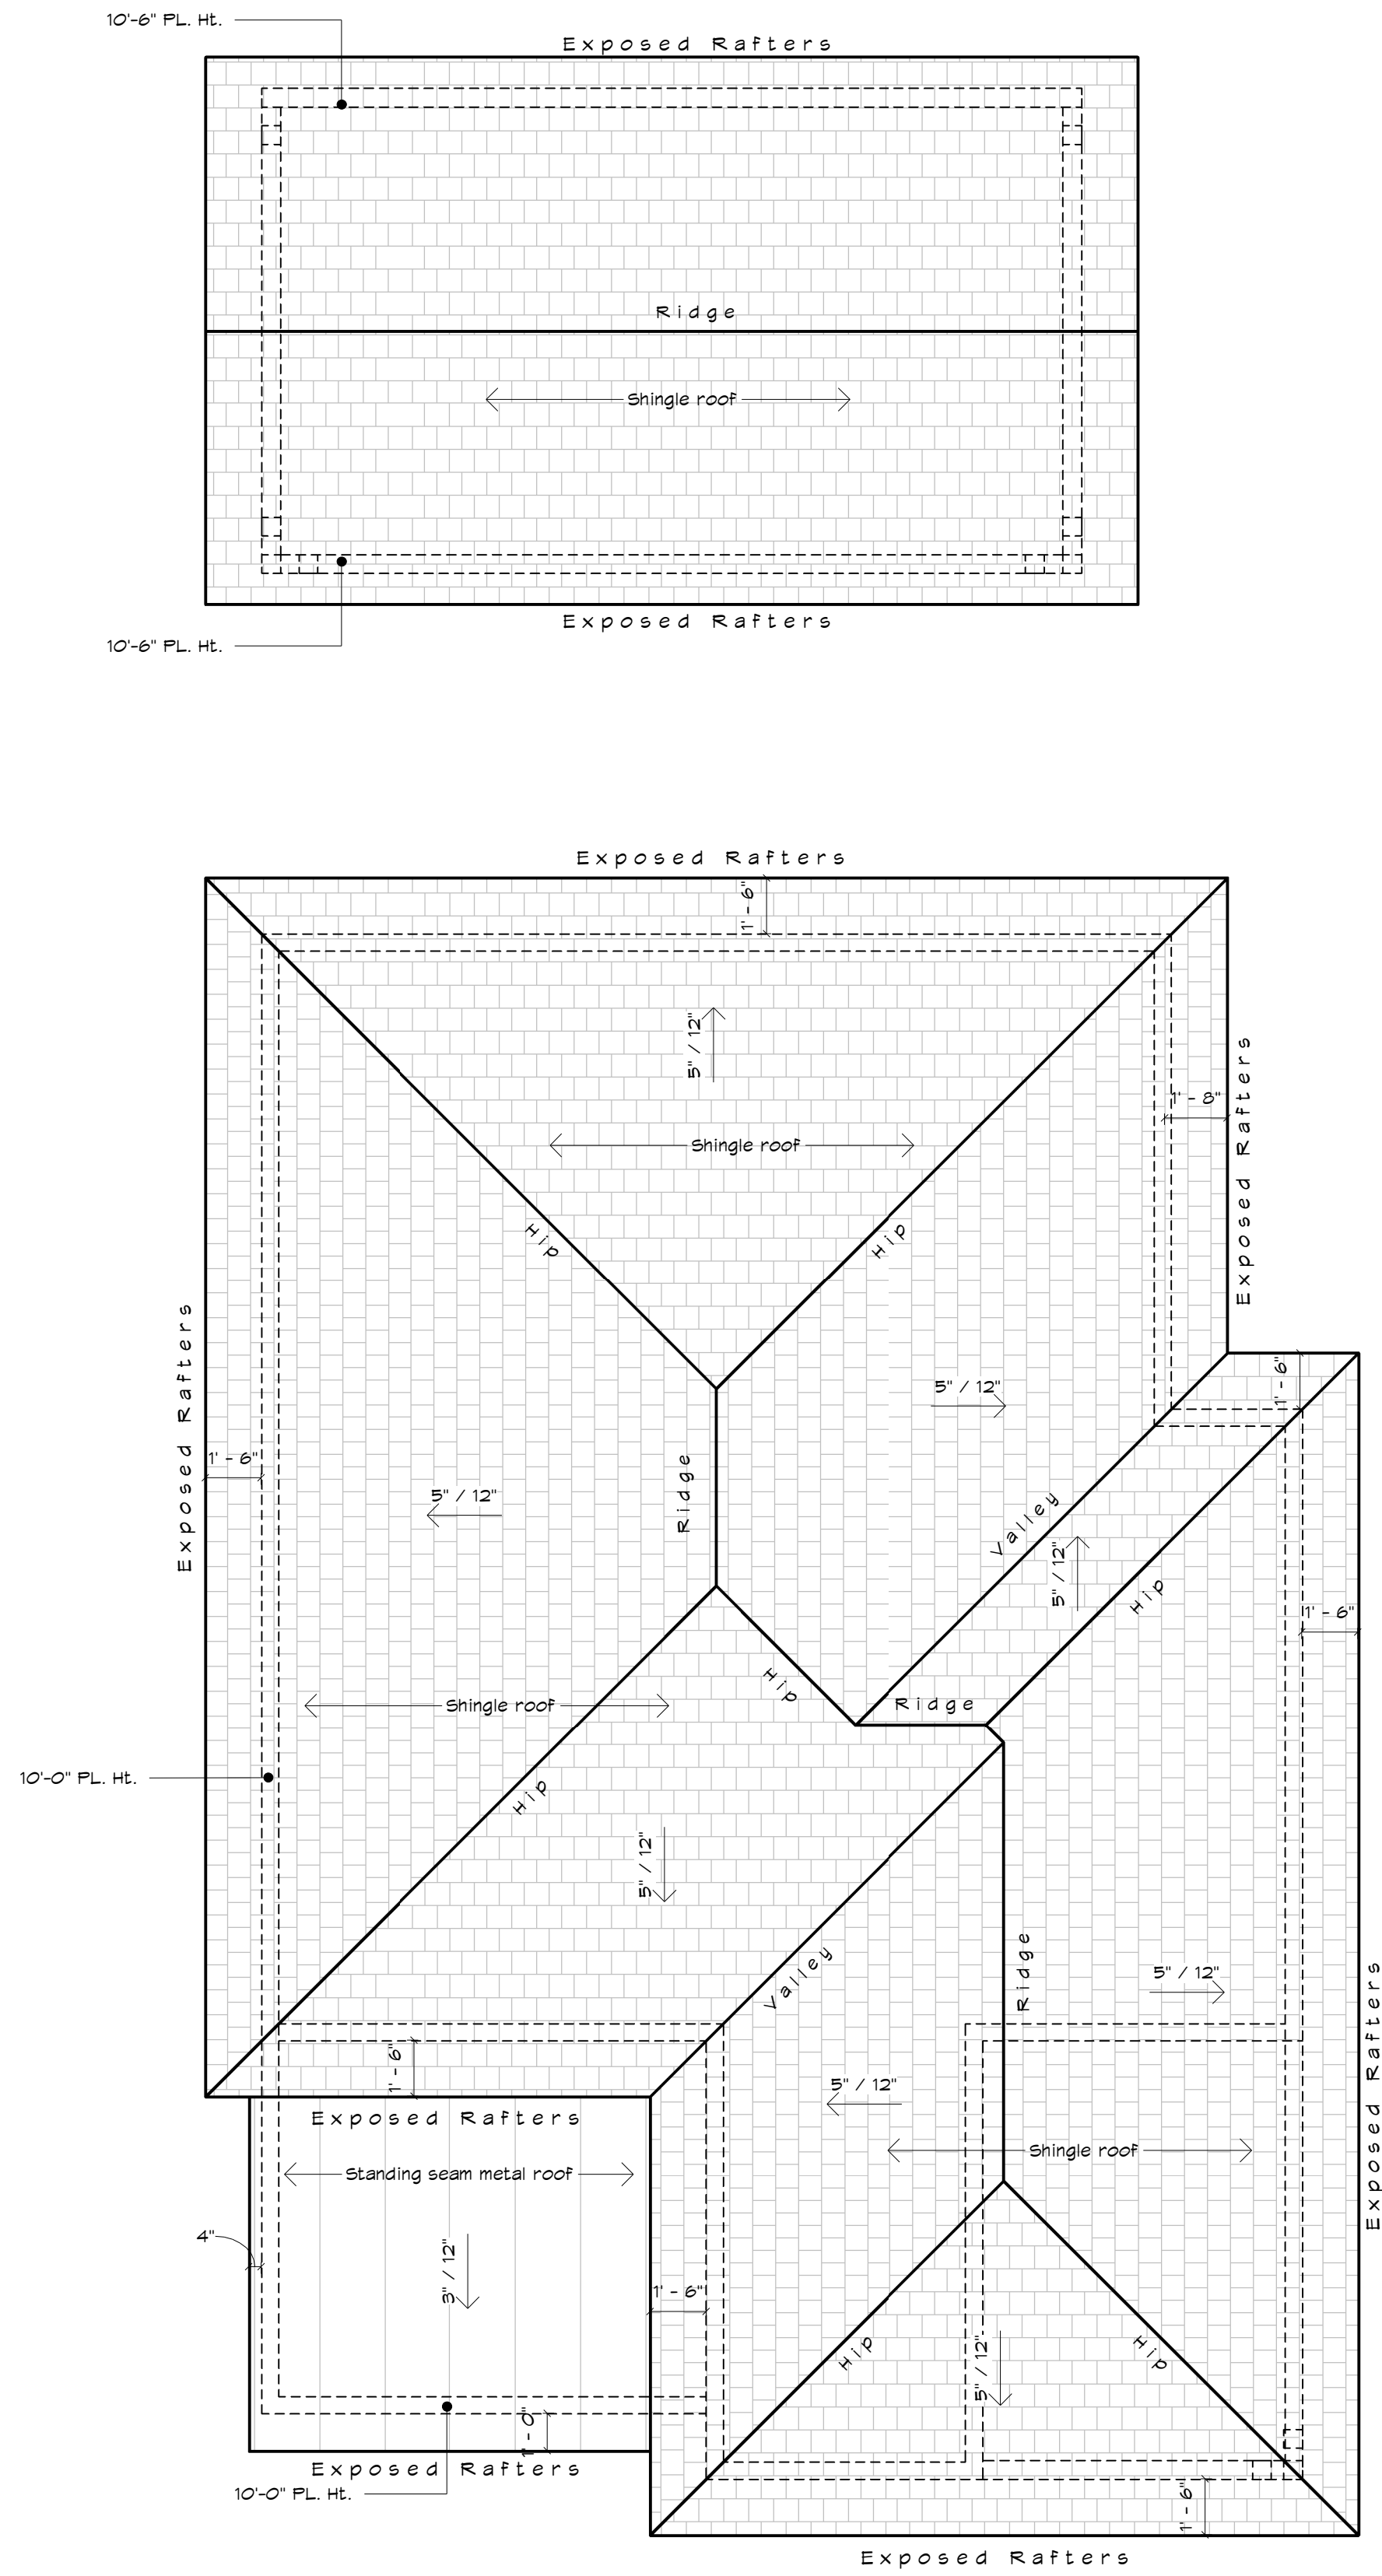 10'-6" PL. Ht.
Exposed Rafters
Ridge
Shingle roof
Exposed Rafters
10'-6" PL. Ht.
Exposed Rafters
1' - 6"
5" / 12"
Exposed Rafters
1' - 8"
Shingle roof
Hip
Hip
Exposed Rafters
1' - 6"
5" / 12"
1' - 6"
Ridge
5" / 12"
Valley
5" / 12"
Hip
1' - 6"
Hip
Ridge
Shingle roof
10'-0" PL. Ht.
Hip
5" / 12"
Valley
Ridge
5" / 12"
Exposed Rafters
1' - 6"
5" / 12"
Exposed Rafters
Shingle roof
Standing seam metal roof
4"
3" / 12"
1' - 6"
Hip
5" / 12"
Hip
1' - 0"
Exposed Rafters
10'-0" PL. Ht.
1' - 6"
Exposed Rafters